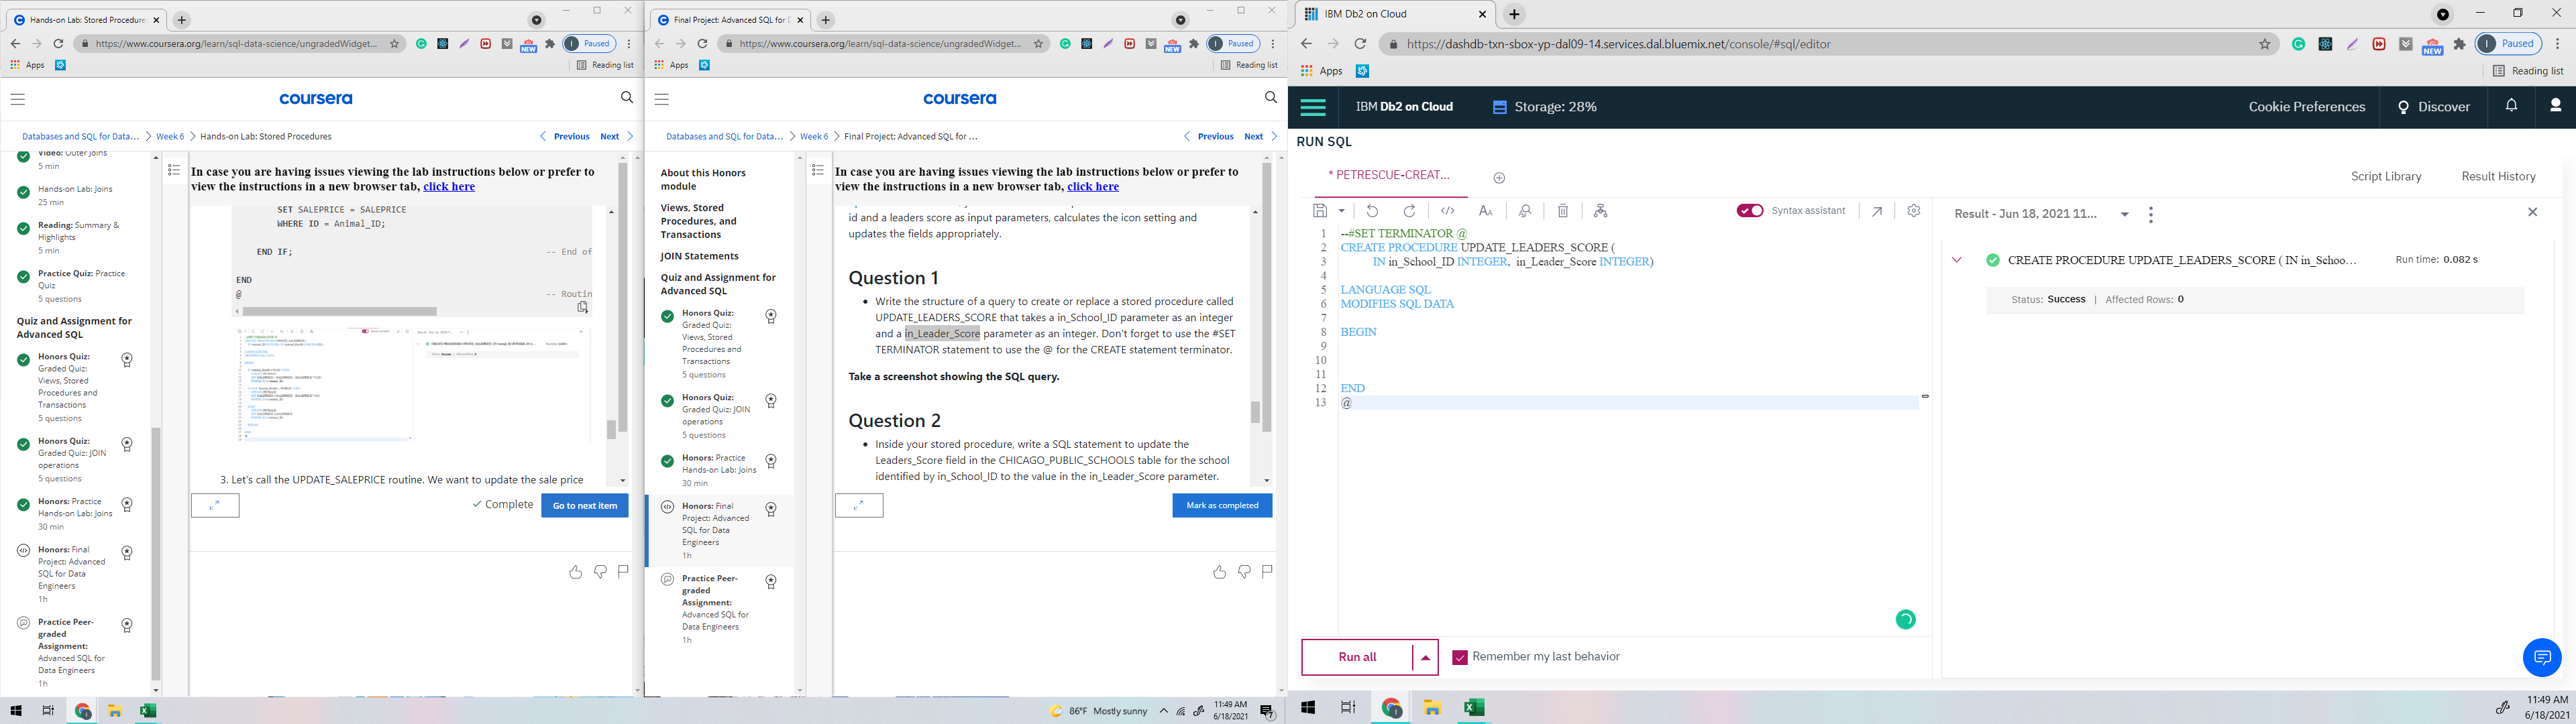 Hands-on Lab: Stored Procedure
https://www.coursera.org/learn/sql-data-science/ungradedWidget...
Paused
Apps
NEW
Reading list
coursera
Databases and SQL for Data... > Week 6 > Hands-on Lab: Stored Procedures
Previous Next
Video: Outer Joins
5 min
Hands-on Lab: Joins
25 min
Reading: Summary &
Highlights
5 min
Practice Quiz: Practice
Quiz
5 questions
Quiz and Assignment for
Advanced SQL
Honors Quiz:
Graded Quiz:
Views, Stored
Procedures and
Transactions
5 questions
Honors Quiz:
Graded Quiz: JOIN
operations
5 questions
Honors: Practice
Hands-on Lab: Joins
30 min
Honors: Final
Project: Advanced
SQL for Data
Engineers
1h
Practice Peer-
graded
Assignment:
Advanced SQL for
Data Engineers
1h
In case you are having issues viewing the lab instructions below or prefer to
view the instructions in a new browser tab, click here
SET SALEPRICE = SALEPRICE
WHERE ID = Animal_ID;
END IF; -- End of
END
@ -- Routin
3. Let's call the UPDATE_SALEPRICE routine. We want to update the sale price
Complete
Go to next item
Final Project: Advanced SQL for D
https://www.coursera.org/learn/sql-data-science/ungradedWidget...
Paused
Apps
NEW
Reading list
coursera
Databases and SQL for Data... > Week 6 > Final Project: Advanced SQL for ...
Previous Next
About this Honors
module
Views, Stored
Procedures, and
Transactions
JOIN Statements
Quiz and Assignment for
Advanced SQL
Honors Quiz:
Graded Quiz:
Views, Stored
Procedures and
Transactions
5 questions
Honors Quiz:
Graded Quiz: JOIN
operations
5 questions
Honors: Practice
Hands-on Lab: Joins
30 min
Honors: Final
Project: Advanced
SQL for Data
Engineers
1h
Practice Peer-
graded
Assignment:
Advanced SQL for
Data Engineers
1h
In case you are having issues viewing the lab instructions below or prefer to
view the instructions in a new browser tab, click here
id and a leaders score as input parameters, calculates the icon setting and
updates the fields appropriately.
Question 1
• Write the structure of a query to create or replace a stored procedure called
UPDATE_LEADERS_SCORE that takes a in_School_ID parameter as an integer
and a in_Leader_Score parameter as an integer. Don't forget to use the #SET
TERMINATOR statement to use the @ for the CREATE statement terminator.
Take a screenshot showing the SQL query.
Question 2
• Inside your stored procedure, write a SQL statement to update the
Leaders_Score field in the CHICAGO_PUBLIC_SCHOOLS table for the school
identified by in_School_ID to the value in the in_Leader_Score parameter.
Mark as completed
86°F Mostly sunny
11:49 AM
6/18/2021
7
IBM Db2 on Cloud
https://dashdb-txn-sbox-yp-dal09-14.services.dal.bluemix.net/console/#sql/editor
Paused
Apps
NEW
Reading list
IBM Db2 on Cloud
Storage: 28%
Cookie Preferences
Discover
RUN SQL
* PETRESCUE-CREAT...
Script Library
Result History
Syntax assistant
1 --#SET TERMINATOR @
2 CREATE PROCEDURE UPDATE_LEADERS_SCORE (
3 IN in_School_ID INTEGER, in_Leader_Score INTEGER)
4
5 LANGUAGE SQL
6 MODIFIES SQL DATA
7
8 BEGIN
9
10
11
12 END
13 @
Result - Jun 18, 2021 11...
CREATE PROCEDURE UPDATE_LEADERS_SCORE ( IN in_Schoo...
Run time: 0.082 s
Status: Success | Affected Rows: 0
Run all
Remember my last behavior
11:49 AM
6/18/2021